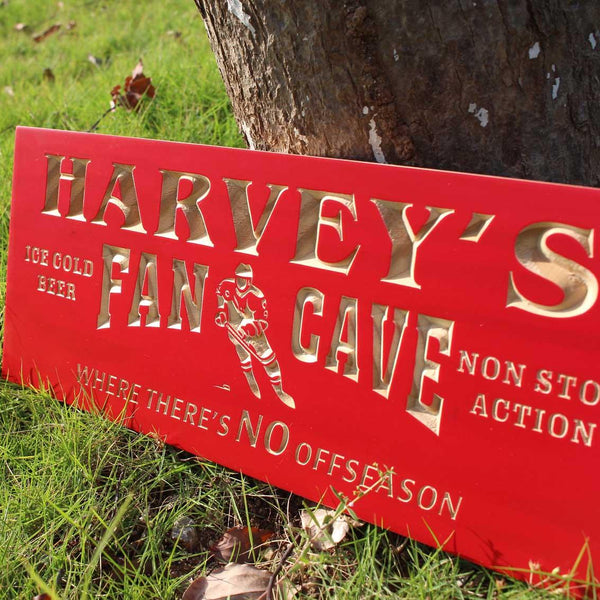 HARVEY'S
ICE COLD
BEER
FAN CAVE
NON STO
ACTION
WHERE THERE'S NO OFFSEASON